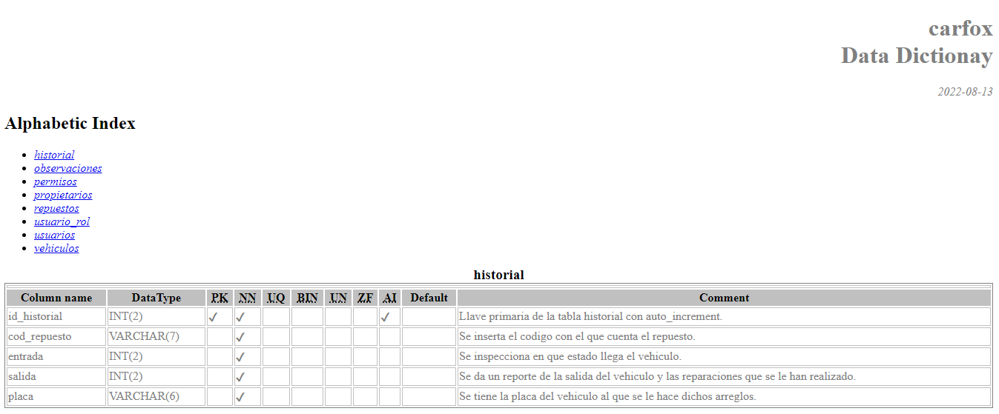 carfox
Data Dictionay
2022-08-13
Alphabetic Index
historial
observaciones
permisos
propietarios
repuestos
usuario_rol
usuarios
vehiculos
historial
Column name DataType PK NN UQ BIN UN ZF AI Default Comment
id_historial INT(2) ✓ ✓ ✓ Llave primaria de la tabla historial con auto_increment.
cod_repuesto VARCHAR(7) ✓ Se inserta el codigo con el que cuenta el repuesto.
entrada INT(2) ✓ Se inspecciona en que estado llega el vehiculo.
salida INT(2) ✓ Se da un reporte de la salida del vehiculo y las reparaciones que se le han realizado.
placa VARCHAR(6) ✓ Se tiene la placa del vehiculo al que se le hace dichos arreglos.